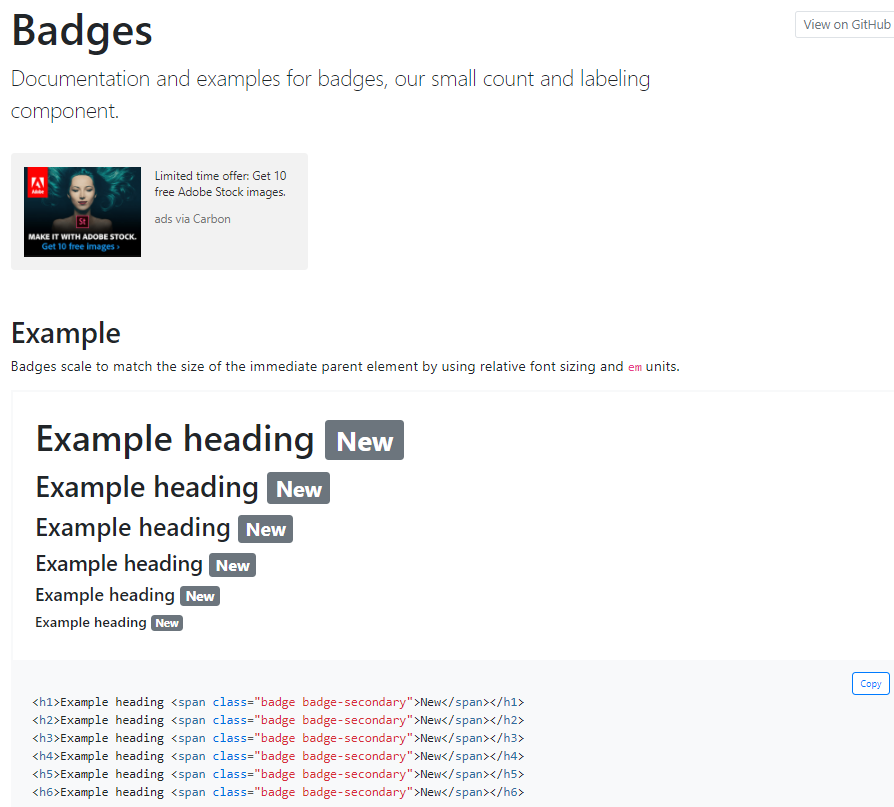 Badges
View on GitHub
Documentation and examples for badges, our small count and labeling
component.
Adobe
St
MAKE IT WITH ADOBE STOCK.
Get 10 free images ›
Limited time offer: Get 10
free Adobe Stock images.
ads via Carbon
Example
Badges scale to match the size of the immediate parent element by using relative font sizing and em units.
Example heading New
Example heading New
Example heading New
Example heading New
Example heading New
Example heading New
Copy
<h1>Example heading <span class="badge badge-secondary">New</span></h1>
<h2>Example heading <span class="badge badge-secondary">New</span></h2>
<h3>Example heading <span class="badge badge-secondary">New</span></h3>
<h4>Example heading <span class="badge badge-secondary">New</span></h4>
<h5>Example heading <span class="badge badge-secondary">New</span></h5>
<h6>Example heading <span class="badge badge-secondary">New</span></h6>